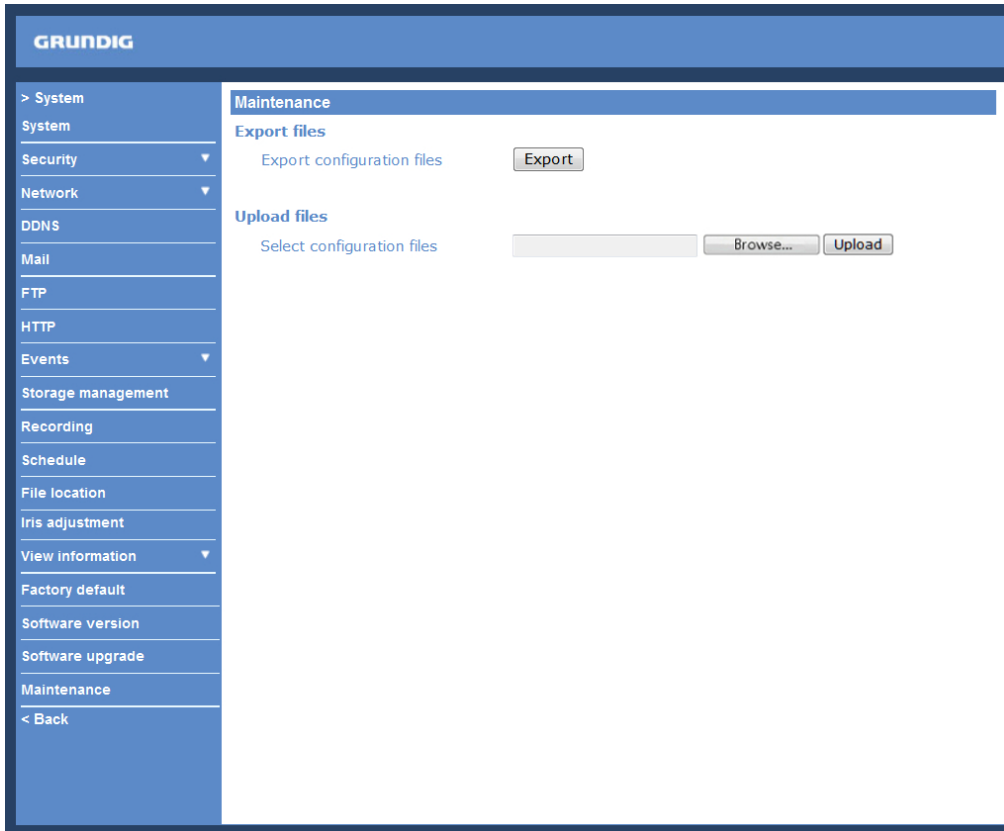 GRUNDIG
> System
System
Security
Network
DDNS
Mail
FTP
HTTP
Events
Storage management
Recording
Schedule
File location
Iris adjustment
View information
Factory default
Software version
Software upgrade
Maintenance
< Back
Maintenance
Export files
Export configuration files Export
Upload files
Select configuration files Browse... Upload